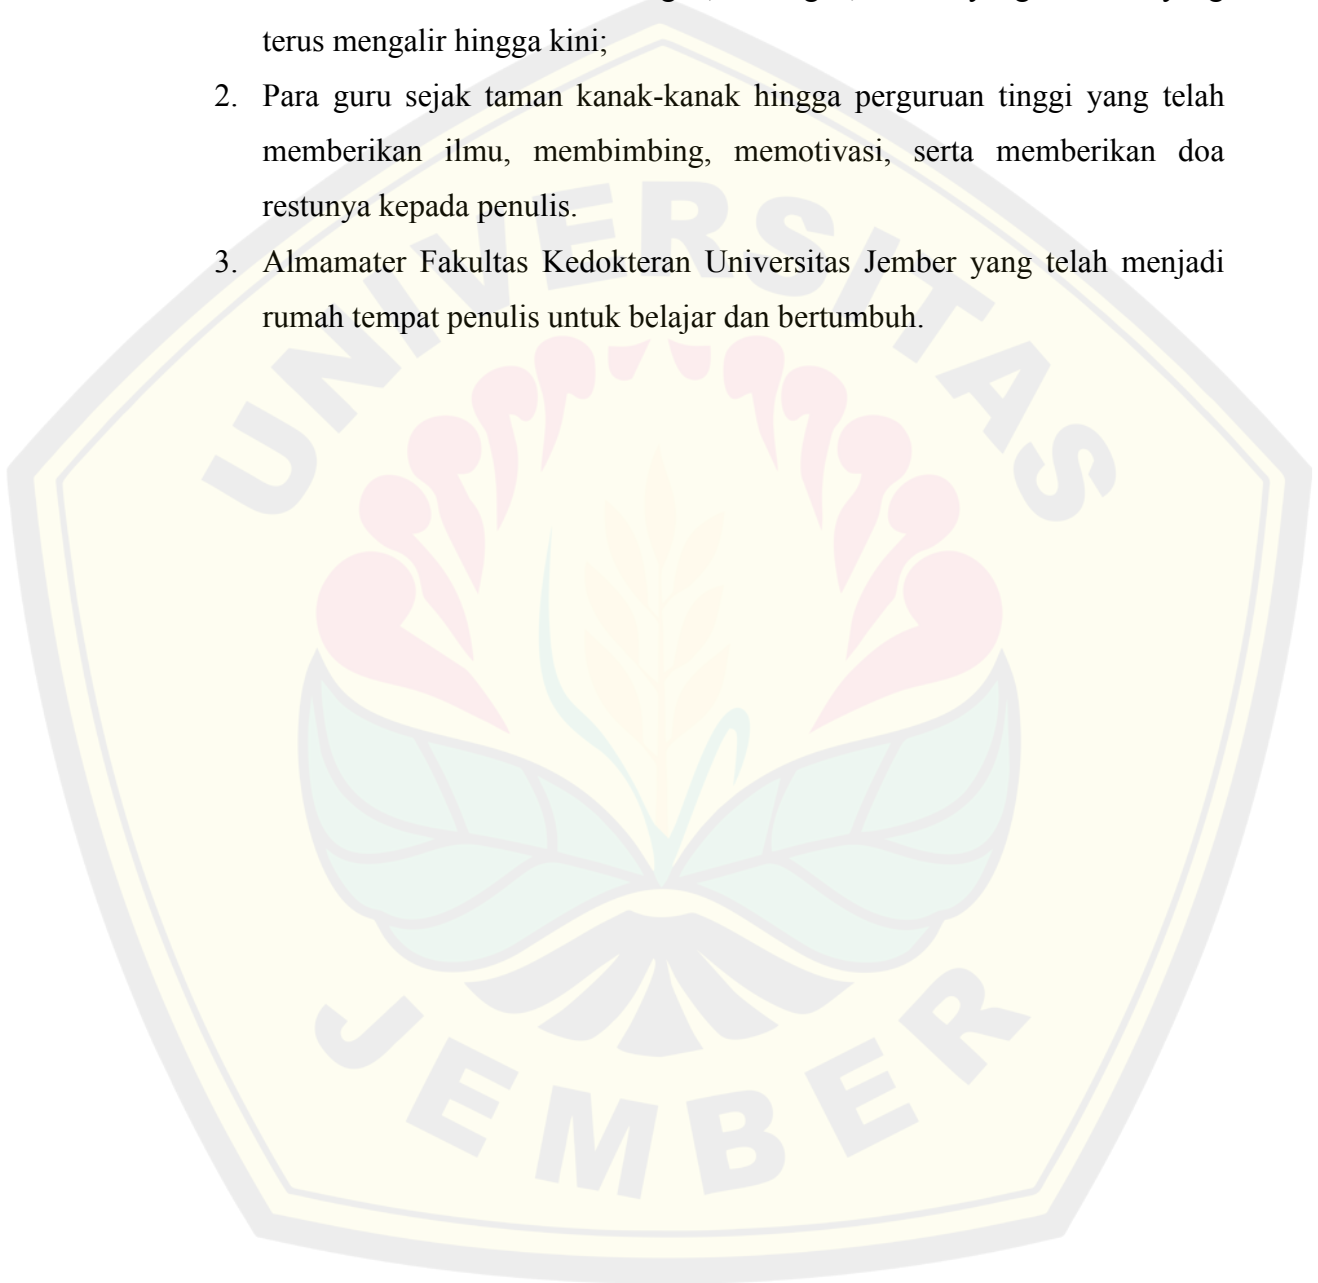 terus mengalir hingga kini;
2. Para guru sejak taman kanak-kanak hingga perguruan tinggi yang telah
memberikan ilmu, membimbing, memotivasi, serta memberikan doa
restunya kepada penulis.
3. Almamater Fakultas Kedokteran Universitas Jember yang telah menjadi
rumah tempat penulis untuk belajar dan bertumbuh.
UNIVERSITAS
JEMBER